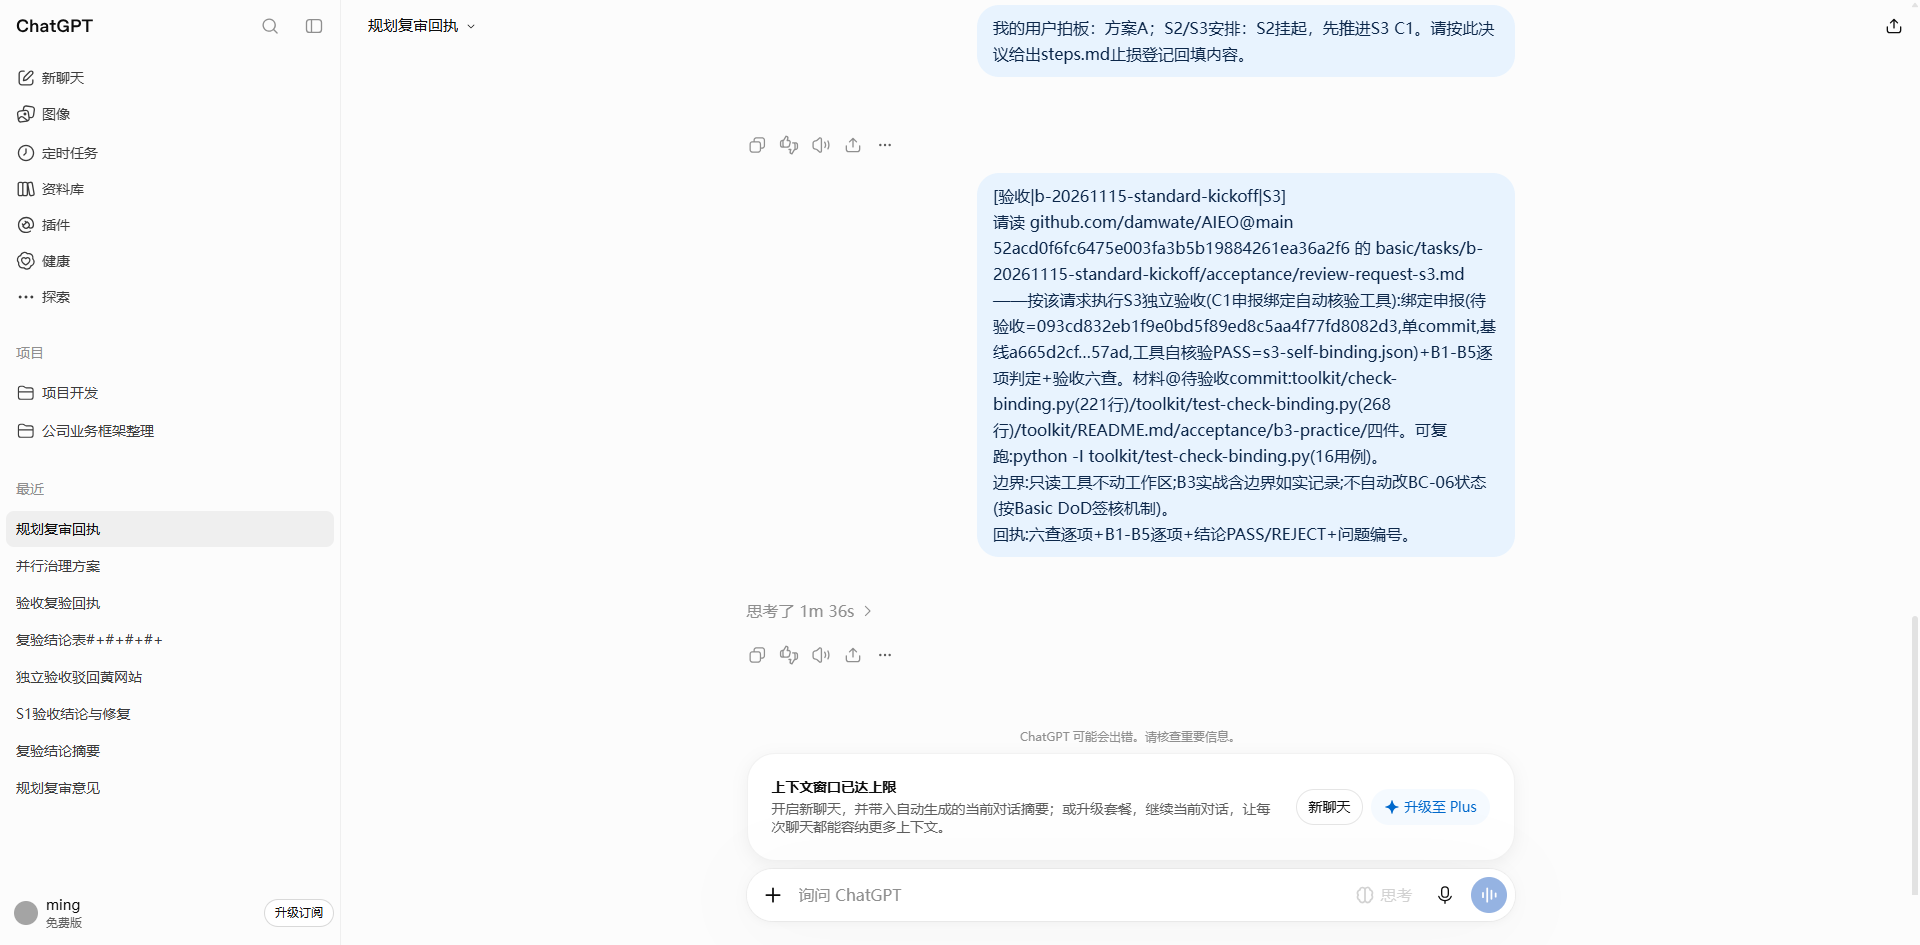 ChatGPT
新聊天
图像
定时任务
资料库
插件
健康
探索
项目
项目开发
公司业务框架整理
最近
规划复审回执
并行治理方案
验收复验回执
复验结论表#+#+#+#+
独立验收驳回黄网站
S1验收结论与修复
复验结论摘要
规划复审意见
ming
免费版
升级订阅
规划复审回执
我的用户拍板：方案A；S2/S3安排：S2挂起，先推进S3 C1。请按此决
议给出steps.md止损登记回填内容。
[验收|b-20261115-standard-kickoff|S3]
请读 github.com/damwate/AIEO@main
52acd0f6fc6475e003fa3b5b19884261ea36a2f6 的 basic/tasks/b-
20261115-standard-kickoff/acceptance/review-request-s3.md
——按该请求执行S3独立验收(C1申报绑定自动核验工具):绑定申报(待
验收=093cd832eb1f9e0bd5f89ed8c5aa4f77fd8082d3,单commit,基
线a665d2cf...57ad,工具自核验PASS=s3-self-binding.json)+B1-B5逐
项判定+验收六查。材料@待验收commit:toolkit/check-
binding.py(221行)/toolkit/test-check-binding.py(268
行)/toolkit/README.md/acceptance/b3-practice/四件。可复
跑:python -I toolkit/test-check-binding.py(16用例)。
边界:只读工具不动工作区;B3实战含边界如实记录;不自动改BC-06状态
(按Basic DoD签核机制)。
回执:六查逐项+B1-B5逐项+结论PASS/REJECT+问题编号。
思考了 1m 36s
ChatGPT 可能会出错。请核查重要信息。
上下文窗口已达上限
开启新聊天，并带入自动生成的当前对话摘要；或升级套餐，继续当前对话，让每
次聊天都能容纳更多上下文。
新聊天
升级至 Plus
询问 ChatGPT
思考